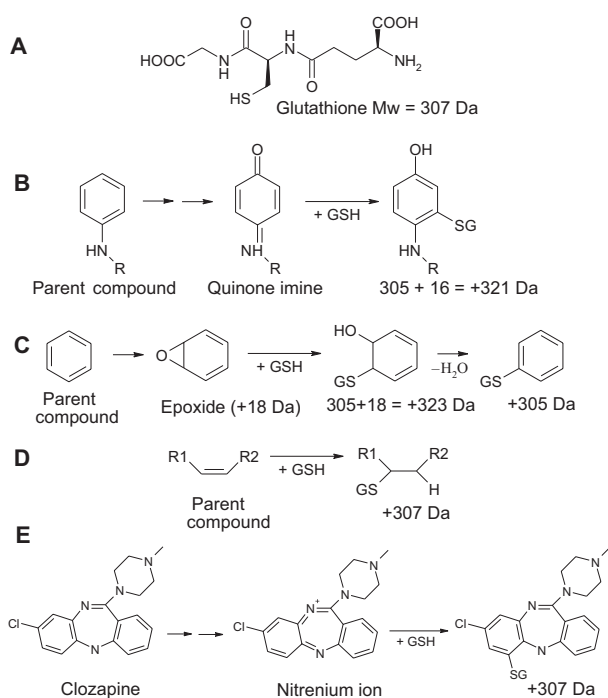 A
O
H
N
COOH
HOOC
N
H
O
NH2
HS
Glutathione Mw = 307 Da
B
O
OH
+ GSH
SG
HN
R
NH
R
HN
R
Parent compound
Quinone imine
305 + 16 = +321 Da
C
O
+ GSH
HO
GS
–H2O
GS
Parent
compound
Epoxide (+18 Da)
305+18 = +323 Da
+305 Da
D
R1
R2
+ GSH
R1
R2
GS
H
Parent
compound
+307 Da
E
N
N
N
Cl
N
N
N
N
N+
Cl
N
+ GSH
N
N
N
Cl
N
SG
Clozapine
Nitrenium ion
+307 Da